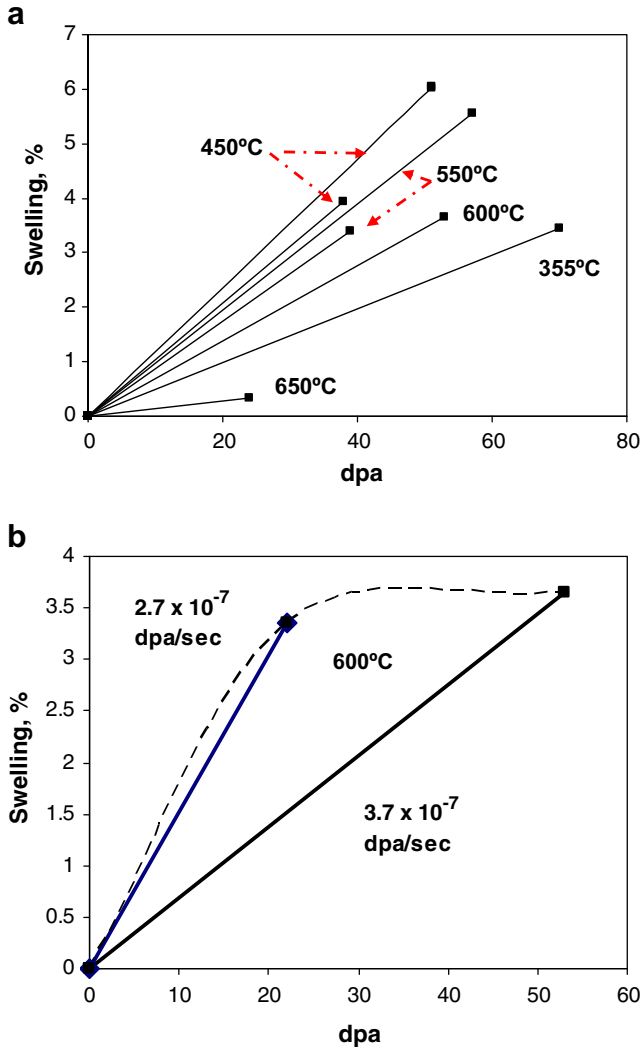 a
7
6
5
4
3
2
1
0
Swelling, %
450ºC
550ºC
600ºC
355ºC
650ºC
0 20 40 60 80
dpa
b
4
3.5
3
2.5
2
1.5
1
0.5
0
Swelling, %
2.7 x 10⁻⁷
dpa/sec
600ºC
3.7 x 10⁻⁷
dpa/sec
0 10 20 30 40 50 60
dpa